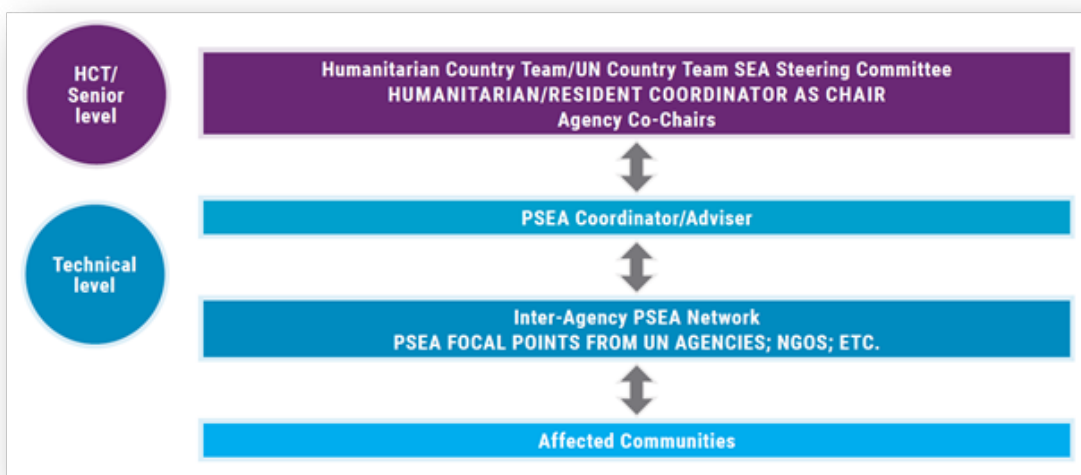 HCT/
Senior
level
Humanitarian Country Team/UN Country Team SEA Steering Committee
HUMANITARIAN/RESIDENT COORDINATOR AS CHAIR
Agency Co-Chairs
PSEA Coordinator/Adviser
Technical
level
Inter-Agency PSEA Network
PSEA FOCAL POINTS FROM UN AGENCIES; NGOS; ETC.
Affected Communities